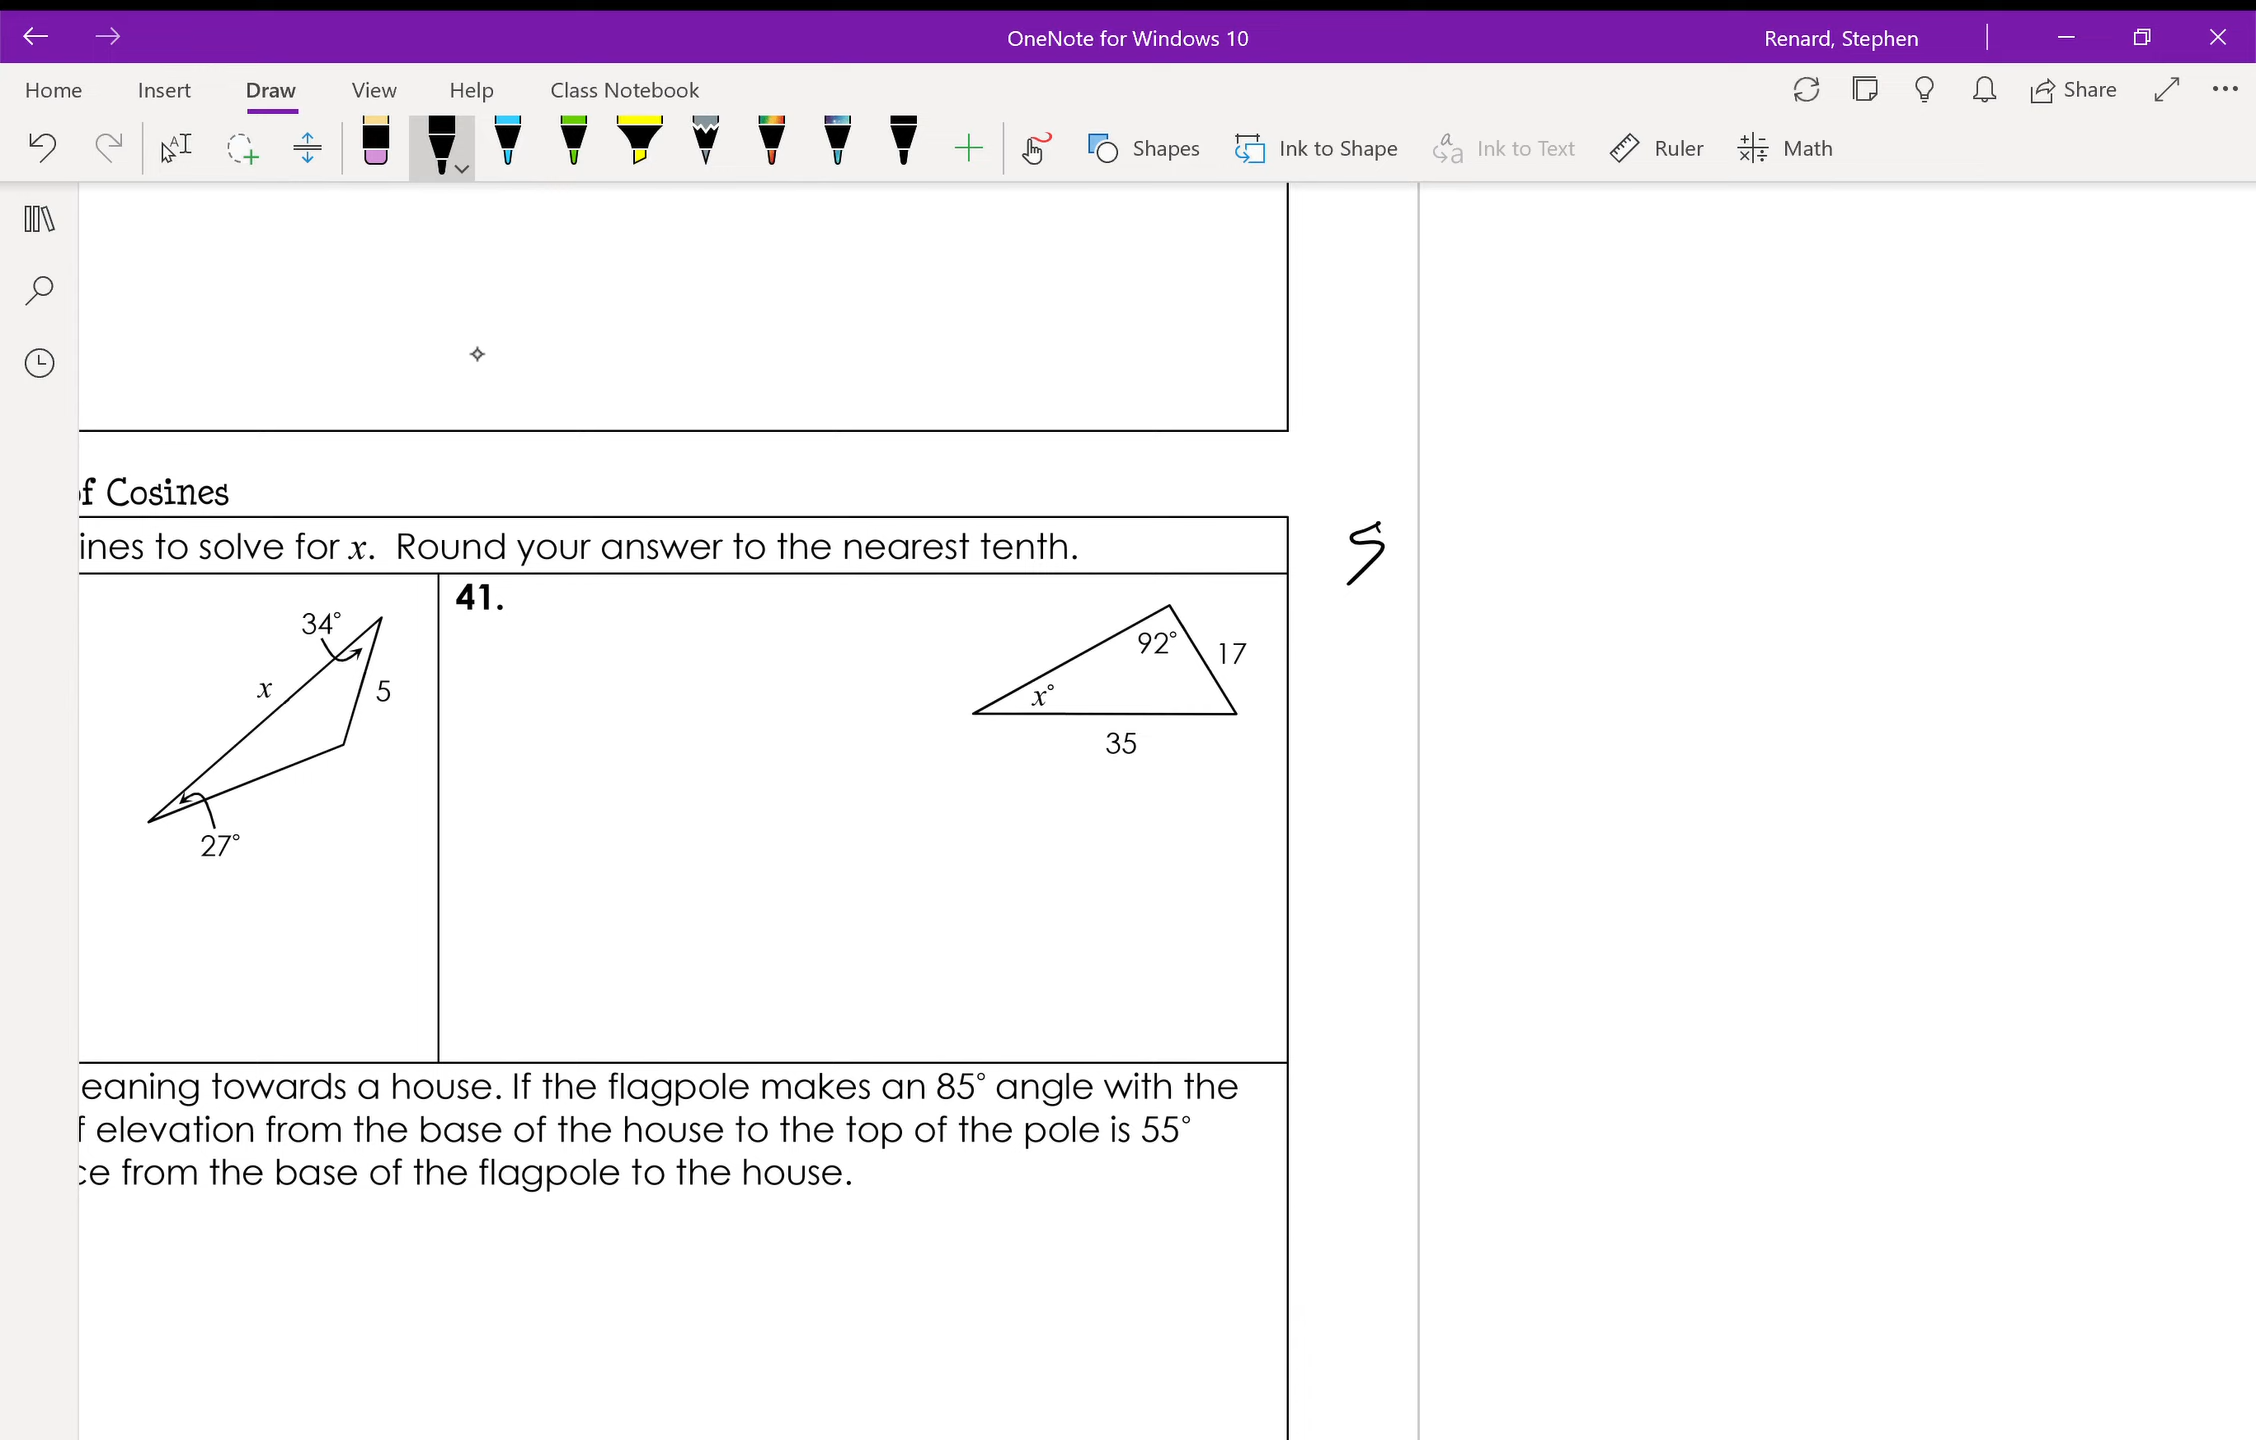 OneNote for Windows 10
Renard, Stephen
Home Insert Draw View Help Class Notebook
Share
Shapes Ink to Shape Ink to Text Ruler Math
of Cosines
ines to solve for x. Round your answer to the nearest tenth.
5
34°
x
5
27°
41.
92°
17
x°
35
eaning towards a house. If the flagpole makes an 85° angle with the
f elevation from the base of the house to the top of the pole is 55°
ce from the base of the flagpole to the house.